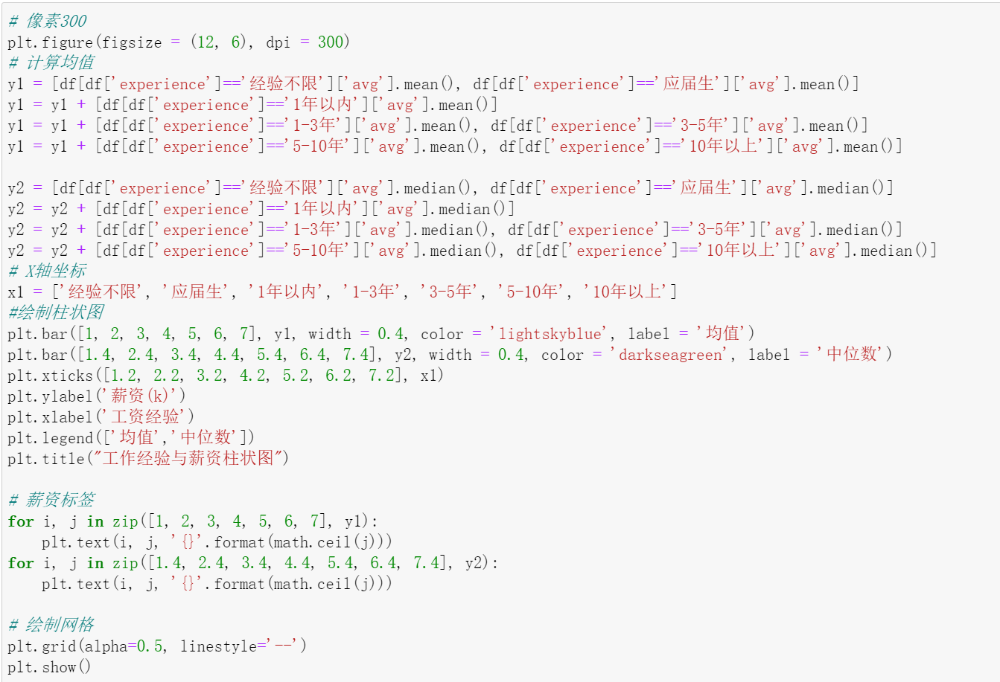 # 像素300
plt.figure(figsize = (12, 6), dpi = 300)
# 计算均值
y1 = [df[df['experience']=='经验不限']['avg'].mean(), df[df['experience']=='应届生']['avg'].mean()]
y1 = y1 + [df[df['experience']=='1年以内']['avg'].mean()]
y1 = y1 + [df[df['experience']=='1-3年']['avg'].mean(), df[df['experience']=='3-5年']['avg'].mean()]
y1 = y1 + [df[df['experience']=='5-10年']['avg'].mean(), df[df['experience']=='10年以上']['avg'].mean()]
y2 = [df[df['experience']=='经验不限']['avg'].median(), df[df['experience']=='应届生']['avg'].median()]
y2 = y2 + [df[df['experience']=='1年以内']['avg'].median()]
y2 = y2 + [df[df['experience']=='1-3年']['avg'].median(), df[df['experience']=='3-5年']['avg'].median()]
y2 = y2 + [df[df['experience']=='5-10年']['avg'].median(), df[df['experience']=='10年以上']['avg'].median()]
# X轴坐标
x1 = ['经验不限', '应届生', '1年以内', '1-3年', '3-5年', '5-10年', '10年以上']
#绘制柱状图
plt.bar([1, 2, 3, 4, 5, 6, 7], y1, width = 0.4, color = 'lightskyblue', label = '均值')
plt.bar([1.4, 2.4, 3.4, 4.4, 5.4, 6.4, 7.4], y2, width = 0.4, color = 'darkseagreen', label = '中位数')
plt.xticks([1.2, 2.2, 3.2, 4.2, 5.2, 6.2, 7.2], x1)
plt.ylabel('薪资(k)')
plt.xlabel('工资经验')
plt.legend(['均值','中位数'])
plt.title("工作经验与薪资柱状图")
# 薪资标签
for i, j in zip([1, 2, 3, 4, 5, 6, 7], y1):
    plt.text(i, j, '{}'.format(math.ceil(j)))
for i, j in zip([1.4, 2.4, 3.4, 4.4, 5.4, 6.4, 7.4], y2):
    plt.text(i, j, '{}'.format(math.ceil(j)))
# 绘制网格
plt.grid(alpha=0.5, linestyle='--')
plt.show()